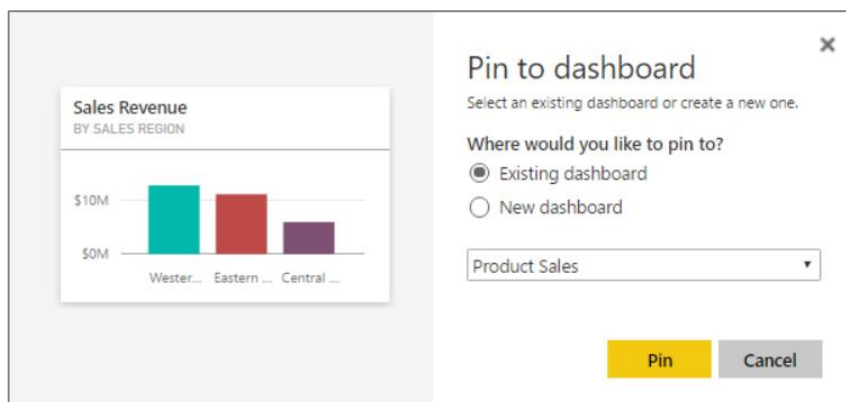 Sales Revenue
BY SALES REGION
$10M
$0M
Wester... Eastern ... Central ...
Pin to dashboard
Select an existing dashboard or create a new one.
Where would you like to pin to?
Existing dashboard
New dashboard
Product Sales
Pin Cancel